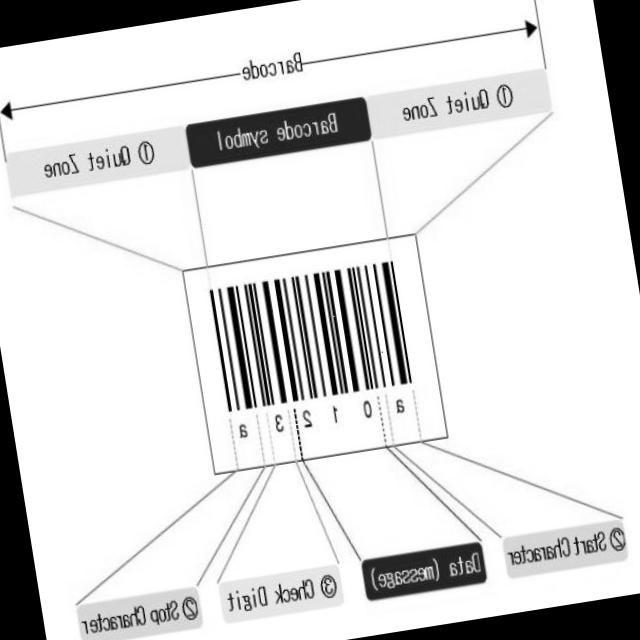 Barcode
① Quiet Zone
Barcode symbol
① Quiet Zone
a 0 1 2 3 a
② Start Character
Data (message)
③ Check Digit
② Stop Character